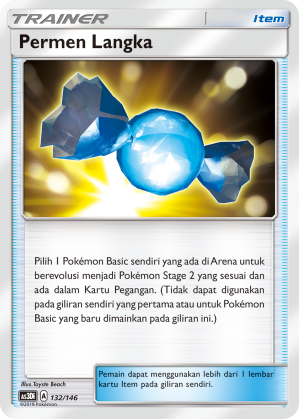 TRAINER
Item
Permen Langka
Pilih 1 Pokémon Basic sendiri yang ada di Arena untuk
berevolusi menjadi Pokémon Stage 2 yang sesuai dan
ada dalam Kartu Pegangan. (Tidak dapat digunakan
pada giliran sendiri yang pertama atau untuk Pokémon
Basic yang baru dimainkan pada giliran ini.)
Pemain dapat menggunakan lebih dari 1 lembar
kartu Item pada giliran sendiri.
Illus. Toyste Beach
AS3Di A 132/146
©2019 Pokémon